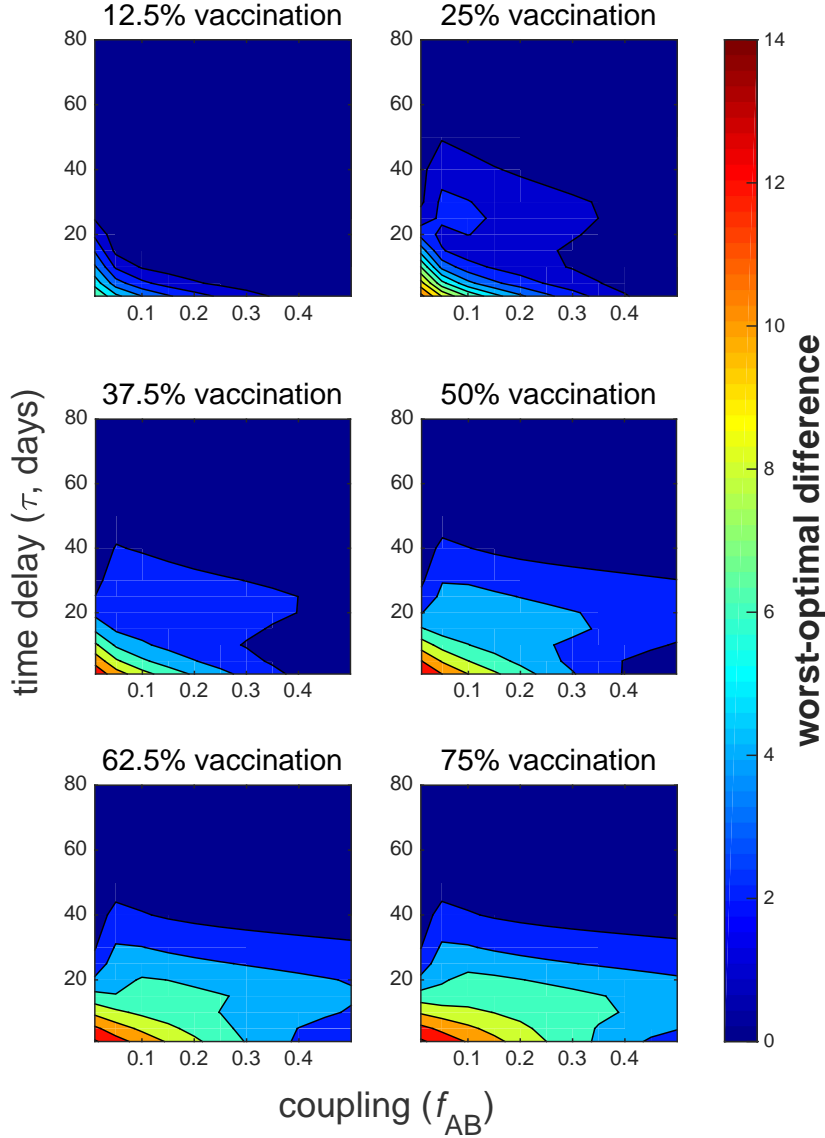 12.5% vaccination
25% vaccination
80
60
40
20
0.1 0.2 0.3 0.4
80
60
40
20
0.1 0.2 0.3 0.4
37.5% vaccination
50% vaccination
80
60
40
20
0.1 0.2 0.3 0.4
80
60
40
20
0.1 0.2 0.3 0.4
62.5% vaccination
75% vaccination
80
60
40
20
0.1 0.2 0.3 0.4
80
60
40
20
0.1 0.2 0.3 0.4
time delay (τ, days)
coupling (f_AB)
14
12
10
8
6
4
2
0
worst-optimal difference